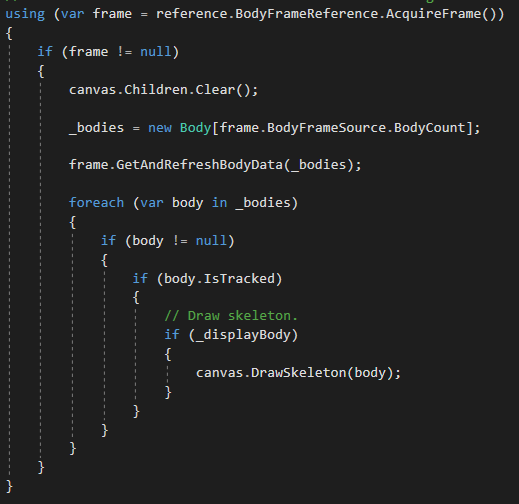 using (var frame = reference.BodyFrameReference.AcquireFrame())
{
    if (frame != null)
    {
        canvas.Children.Clear();

        _bodies = new Body[frame.BodyFrameSource.BodyCount];

        frame.GetAndRefreshBodyData(_bodies);

        foreach (var body in _bodies)
        {
            if (body != null)
            {
                if (body.IsTracked)
                {
                    // Draw skeleton.
                    if (_displayBody)
                    {
                        canvas.DrawSkeleton(body);
                    }
                }
            }
        }
    }
}